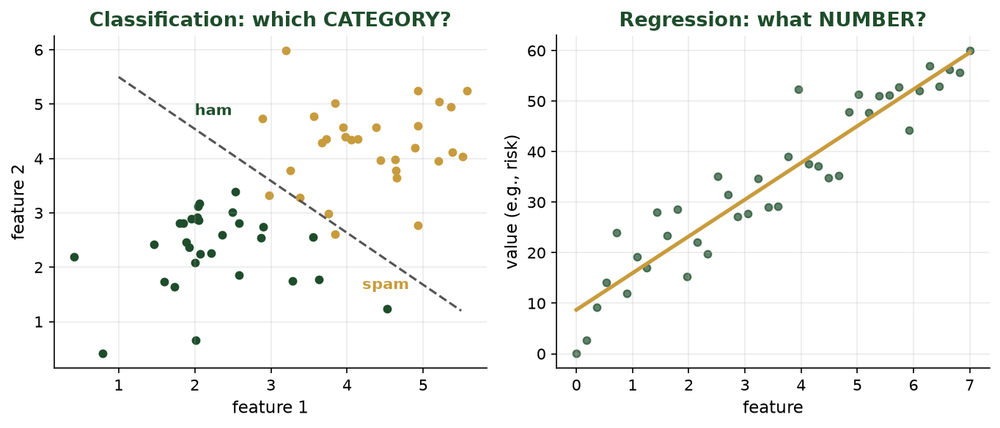 Classification: which CATEGORY?
6
5
4
3
2
1
feature 2
ham
spam
1 2 3 4 5
feature 1
Regression: what NUMBER?
60
50
40
30
20
10
0
value (e.g., risk)
0 1 2 3 4 5 6 7
feature